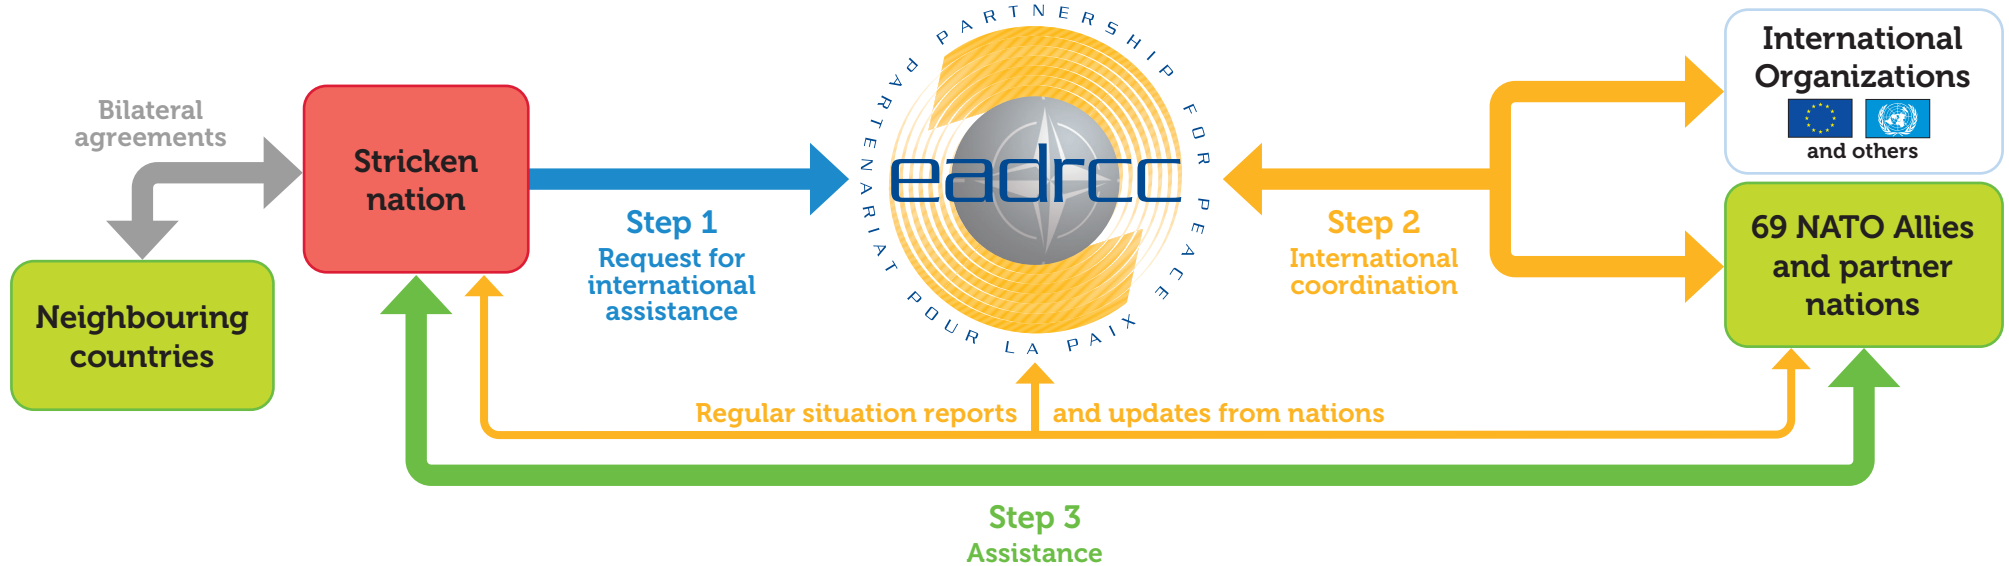 Bilateral
agreements
Stricken
nation
Neighbouring
countries
Step 1
Request for
international
assistance
PARTNERSHIP FOR PEACE
PARTENARIAT POUR LA PAIX
eadrcc
Step 2
International
coordination
International
Organizations
and others
69 NATO Allies
and partner
nations
Regular situation reports and updates from nations
Step 3
Assistance